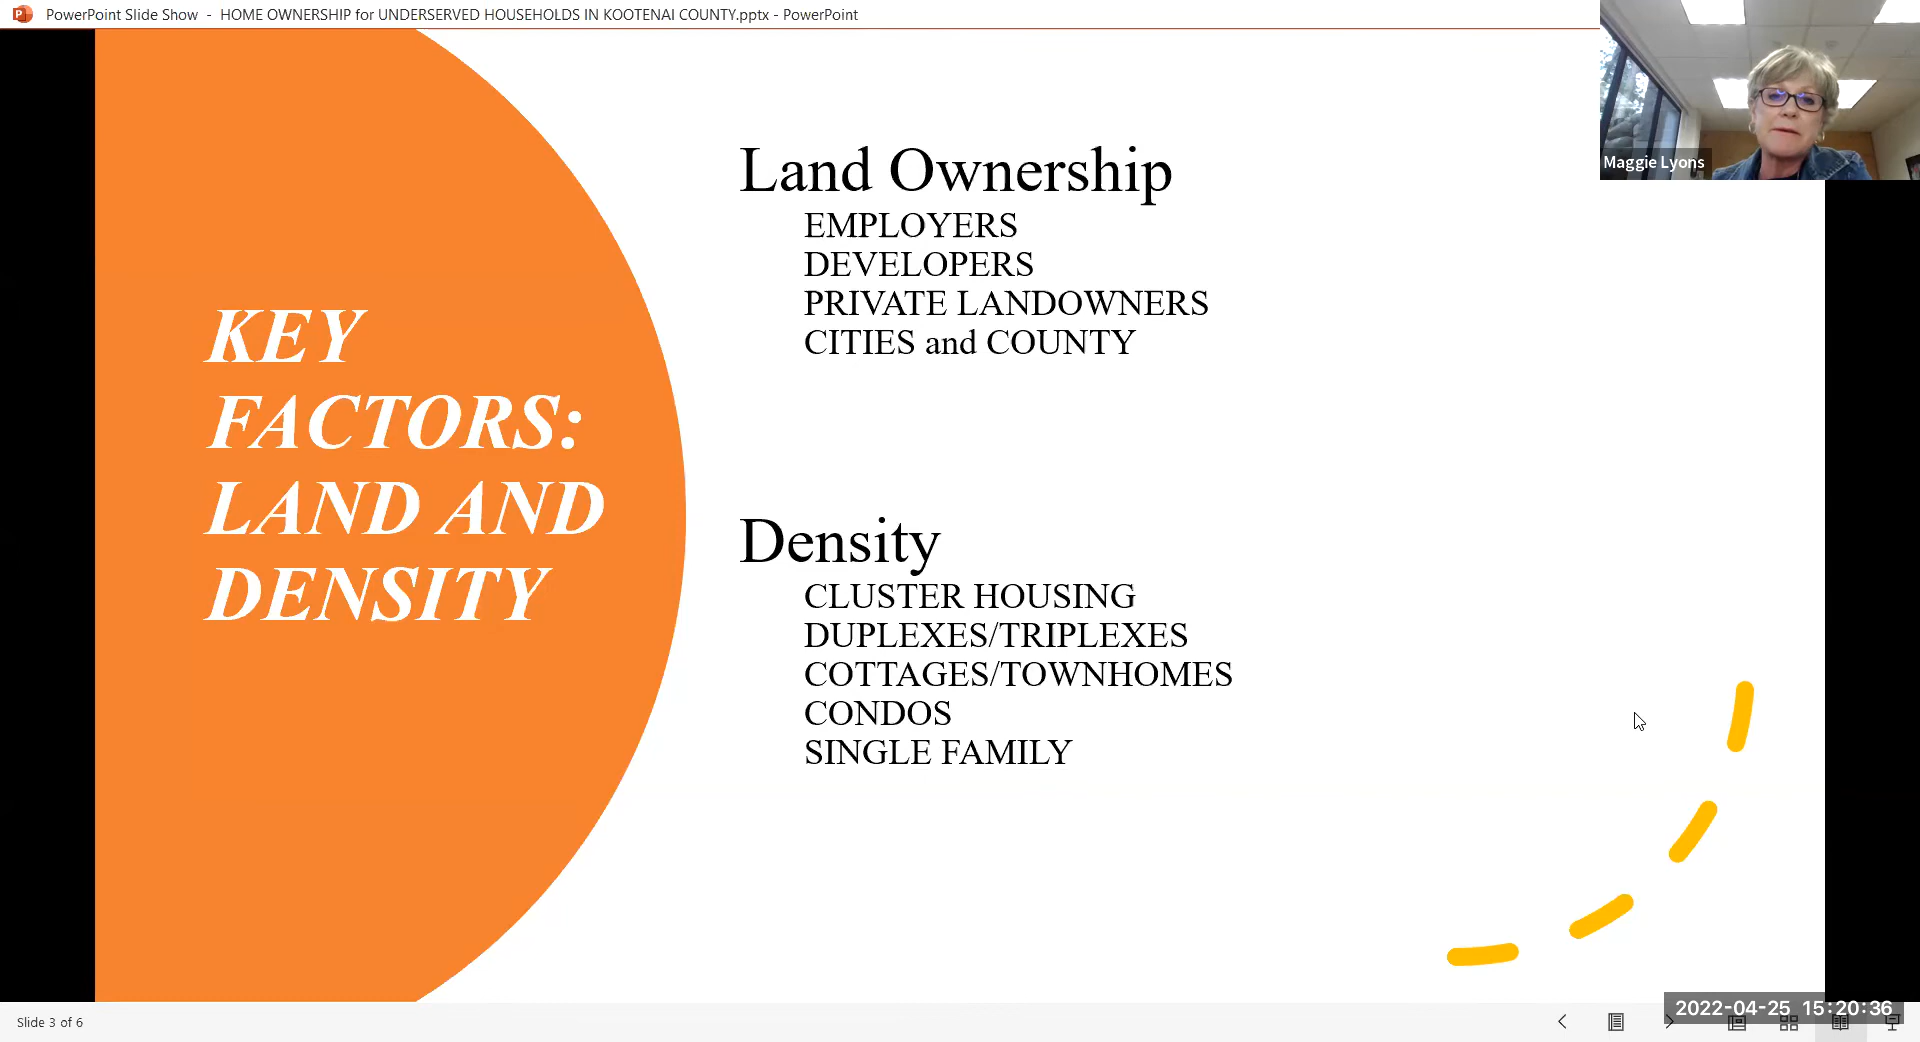 PowerPoint Slide Show - HOME OWNERSHIP for UNDERSERVED HOUSEHOLDS IN KOOTENAI COUNTY.pptx - PowerPoint
Maggie Lyons
KEY
FACTORS:
LAND AND
DENSITY
Land Ownership
EMPLOYERS
DEVELOPERS
PRIVATE LANDOWNERS
CITIES and COUNTY
Density
CLUSTER HOUSING
DUPLEXES/TRIPLEXES
COTTAGES/TOWNHOMES
CONDOS
SINGLE FAMILY
Slide 3 of 6
2022-04-25 15:20:36